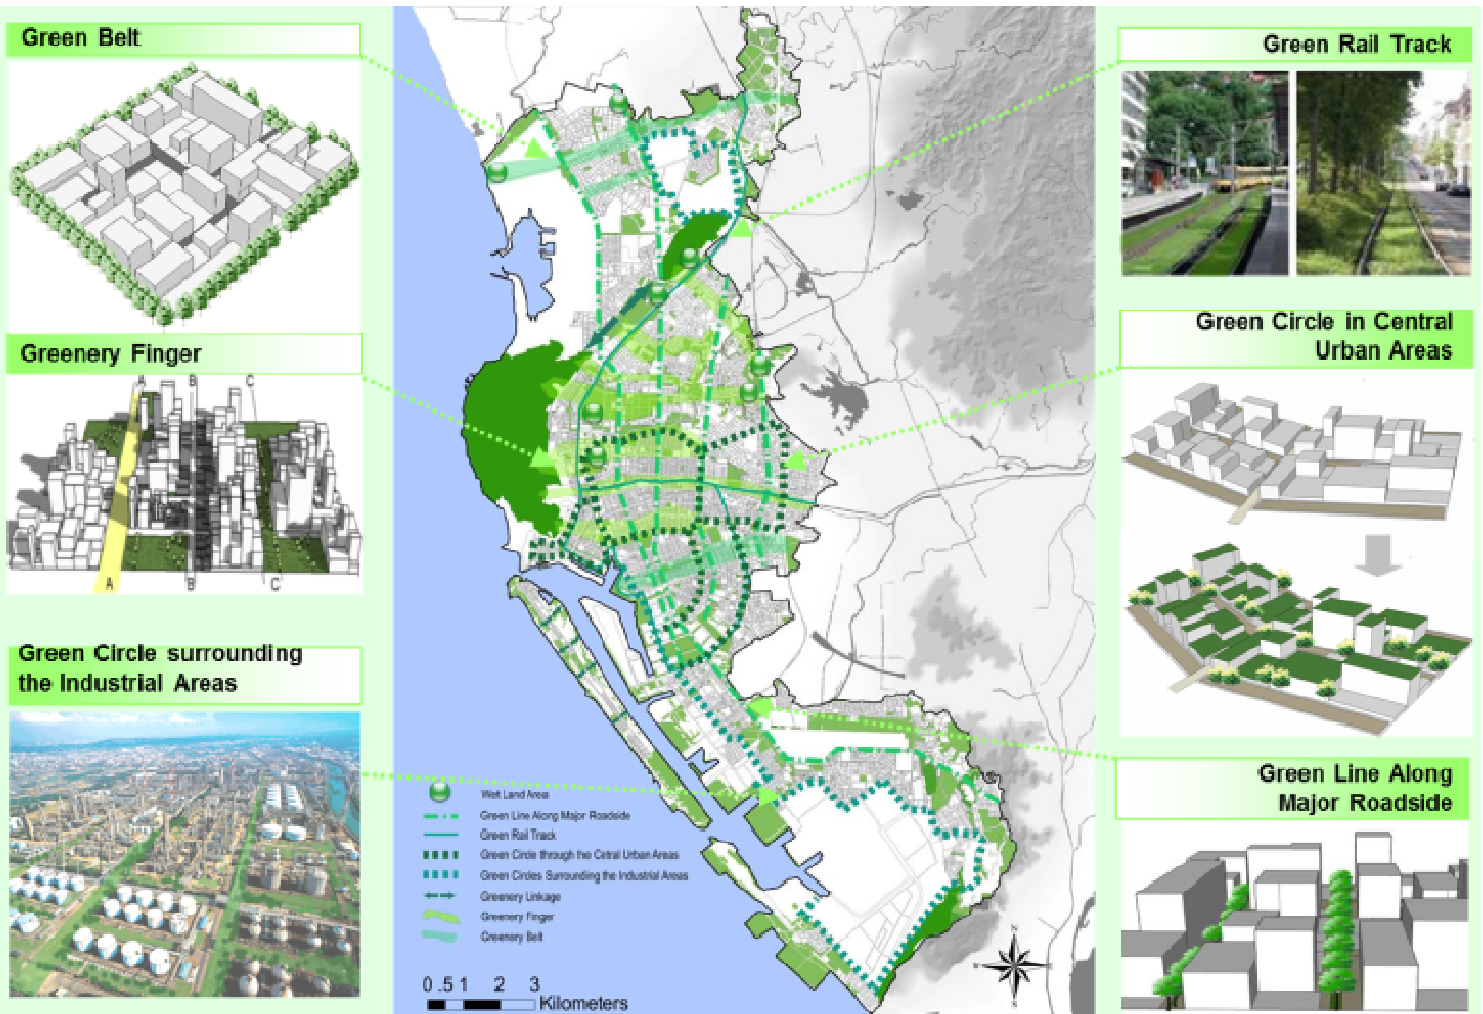 Green Belt
Greenery Finger
A
B
C
A
B
C
Green Circle surrounding
the Industrial Areas
Wert Land Areas
Green Line Along Major Roadside
Green Rail Track
Green Circle through the Cetral Urban Areas
Green Circles Surrounding the Industrial Areas
Greenery Linkage
Greenery Finger
Greenery Belt
0 .5 1 2 3
Kilometers
N
S
Green Rail Track
Green Circle in Central
Urban Areas
Green Line Along
Major Roadside